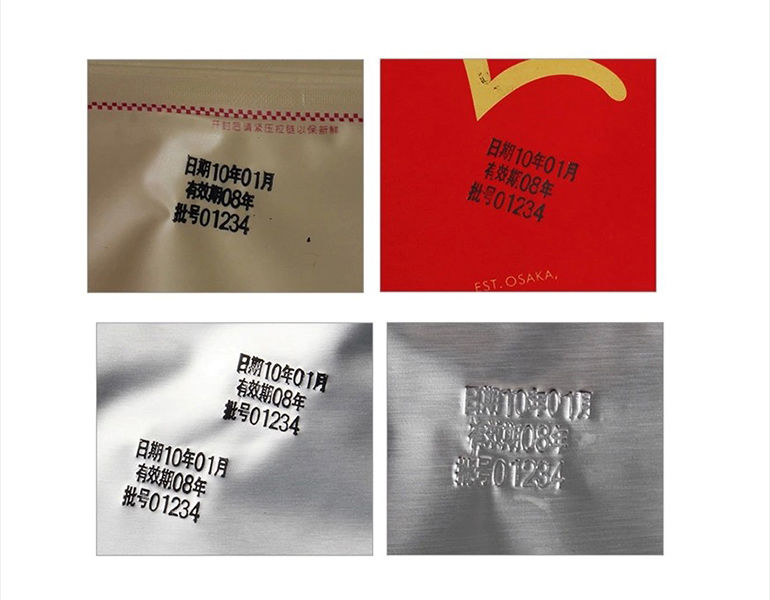 开封后请紧压拉链以保新鲜
日期10年01月
有效期08年
批号01234
日期10年01月
有效期08年
批号01234
EST. OSAKA,
日期10年01月
有效期08年
批号01234
日期10年01月
有效期08年
批号01234
日期10年01月
有效期08年
批号01234